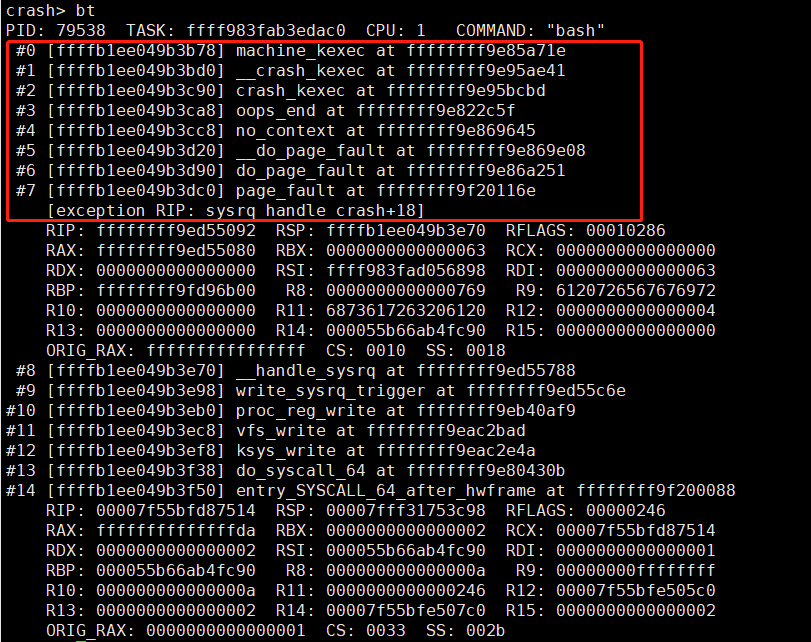 crash> bt
PID: 79538  TASK: ffff983fab3edac0  CPU: 1   COMMAND: "bash"
 #0 [ffffb1ee049b3b78] machine_kexec at ffffffff9e85a71e
 #1 [ffffb1ee049b3bd0] __crash_kexec at ffffffff9e95ae41
 #2 [ffffb1ee049b3c90] crash_kexec at ffffffff9e95bcbd
 #3 [ffffb1ee049b3ca8] oops_end at ffffffff9e822c5f
 #4 [ffffb1ee049b3cc8] no_context at ffffffff9e869645
 #5 [ffffb1ee049b3d20] __do_page_fault at ffffffff9e869e08
 #6 [ffffb1ee049b3d90] do_page_fault at ffffffff9e86a251
 #7 [ffffb1ee049b3dc0] page_fault at ffffffff9f20116e
    [exception RIP: sysrq_handle_crash+18]
    RIP: ffffffff9ed55092  RSP: ffffb1ee049b3e70  RFLAGS: 00010286
    RAX: ffffffff9ed55080  RBX: 0000000000000063  RCX: 0000000000000000
    RDX: 0000000000000000  RSI: ffff983fad056898  RDI: 0000000000000063
    RBP: ffffffff9fd96b00   R8: 0000000000000769   R9: 6120726567676972
    R10: 0000000000000000  R11: 6873617263206120  R12: 0000000000000004
    R13: 0000000000000000  R14: 000055b66ab4fc90  R15: 0000000000000000
    ORIG_RAX: ffffffffffffffff  CS: 0010  SS: 0018
 #8 [ffffb1ee049b3e70] __handle_sysrq at ffffffff9ed55788
 #9 [ffffb1ee049b3e98] write_sysrq_trigger at ffffffff9ed55c6e
#10 [ffffb1ee049b3eb0] proc_reg_write at ffffffff9eb40af9
#11 [ffffb1ee049b3ec8] vfs_write at ffffffff9eac2bad
#12 [ffffb1ee049b3ef8] ksys_write at ffffffff9eac2e4a
#13 [ffffb1ee049b3f38] do_syscall_64 at ffffffff9e80430b
#14 [ffffb1ee049b3f50] entry_SYSCALL_64_after_hwframe at ffffffff9f200088
    RIP: 00007f55bfd87514  RSP: 00007fff31753c98  RFLAGS: 00000246
    RAX: ffffffffffffffda  RBX: 0000000000000002  RCX: 00007f55bfd87514
    RDX: 0000000000000002  RSI: 000055b66ab4fc90  RDI: 0000000000000001
    RBP: 000055b66ab4fc90   R8: 000000000000000a   R9: 00000000ffffffff
    R10: 000000000000000a  R11: 0000000000000246  R12: 00007f55bfe505c0
    R13: 0000000000000002  R14: 00007f55bfe507c0  R15: 0000000000000002
    ORIG_RAX: 0000000000000001  CS: 0033  SS: 002b